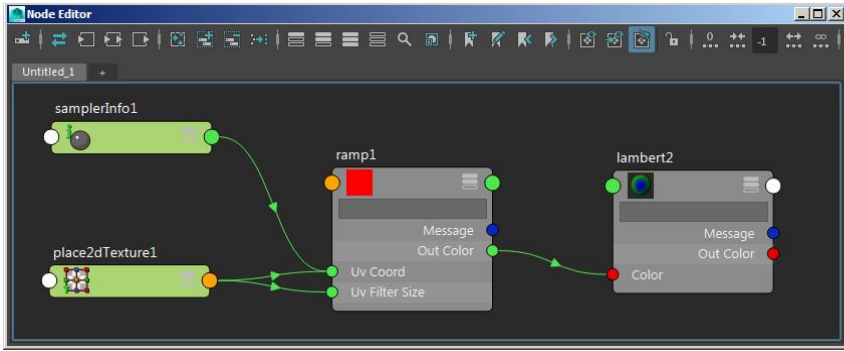 Node Editor
0 -1 ∞
Untitled_1 +
samplerInfo1
ramp1
lambert2
Message
Message
Out Color
Out Color
place2dTexture1
Uv Coord
Color
Uv Filter Size